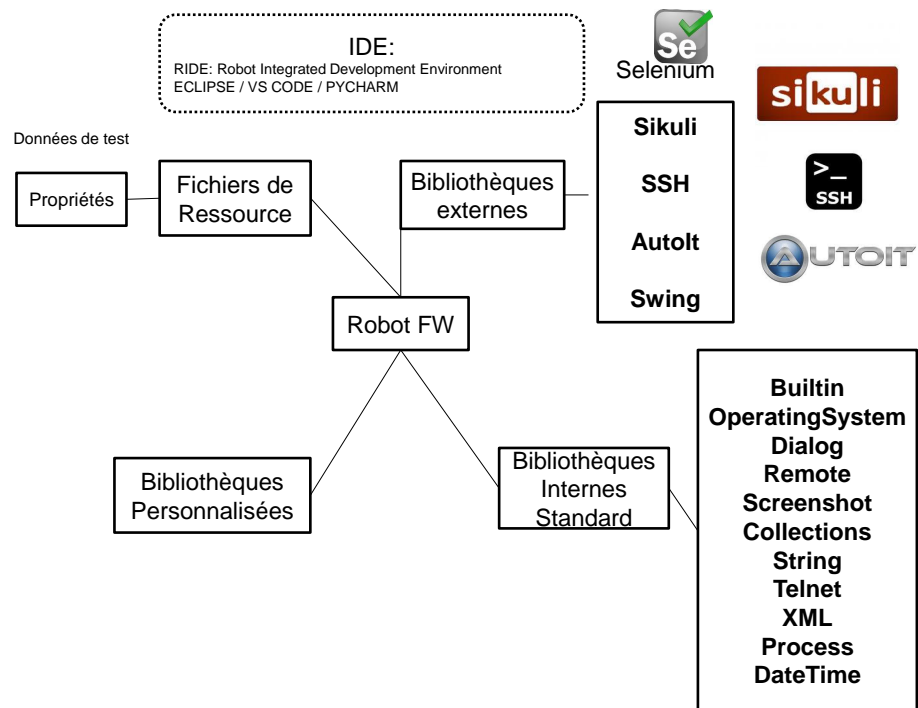 IDE:
RIDE: Robot Integrated Development Environment
ECLIPSE / VS CODE / PYCHARM
Se
Selenium
sikuli
Données de test
Propriétés
Fichiers de
Ressource
Bibliothèques
externes
Sikuli
SSH
AutoIt
Swing
>_
SSH
AUTOIT
Robot FW
Bibliothèques
Personnalisées
Bibliothèques
Internes
Standard
Builtin
OperatingSystem
Dialog
Remote
Screenshot
Collections
String
Telnet
XML
Process
DateTime